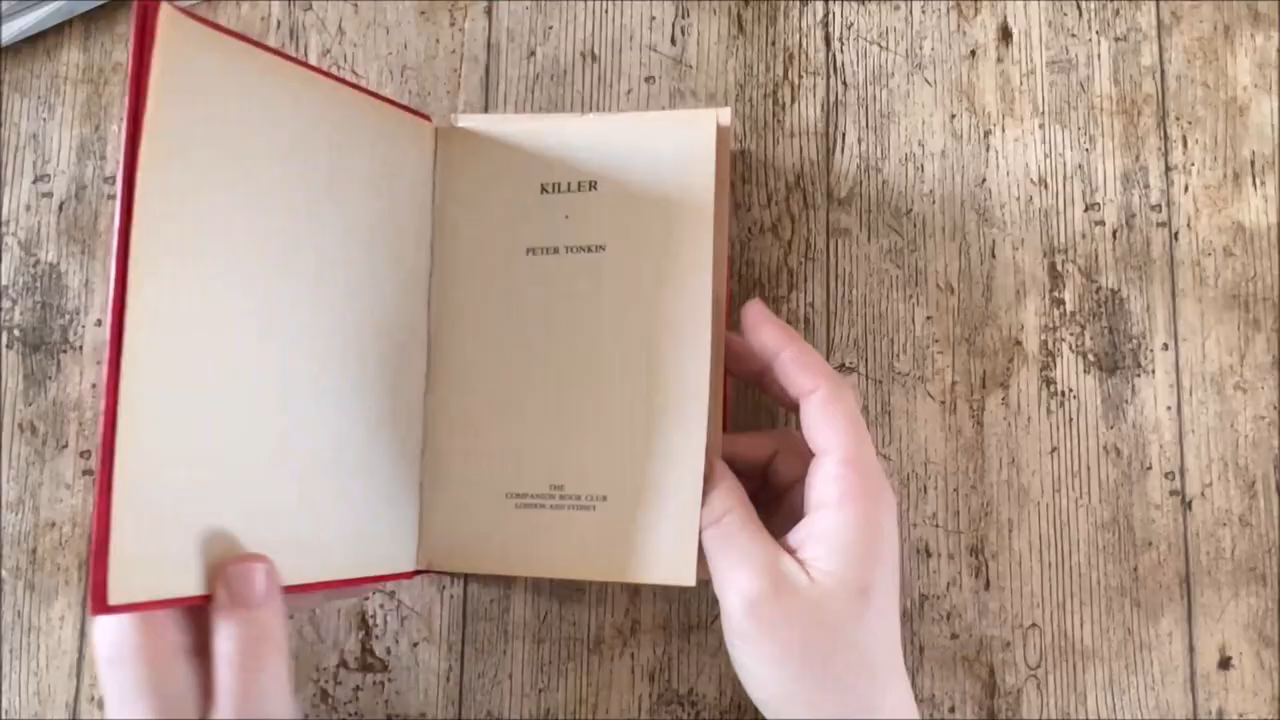 KILLER
PETER TONKIN
THE
COMPANION BOOK CLUB
LONDON AND SYDNEY